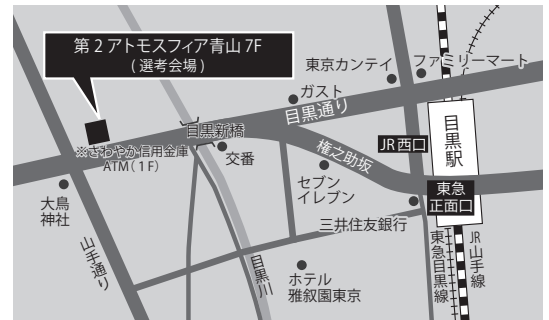 第2アトモスフィア青山 7F
(選考会場)
東京カンテイ
ファミリーマート
ガスト
目黒通り
目黒新橋
※さわやか信用金庫
ATM(1F)
交番
権之助坂
JR西口
目黒駅
セブン
イレブン
東急
正面口
大鳥
神社
三井住友銀行
山手通り
目黒川
ホテル
雅叙園東京
東急目黒線
JR山手線